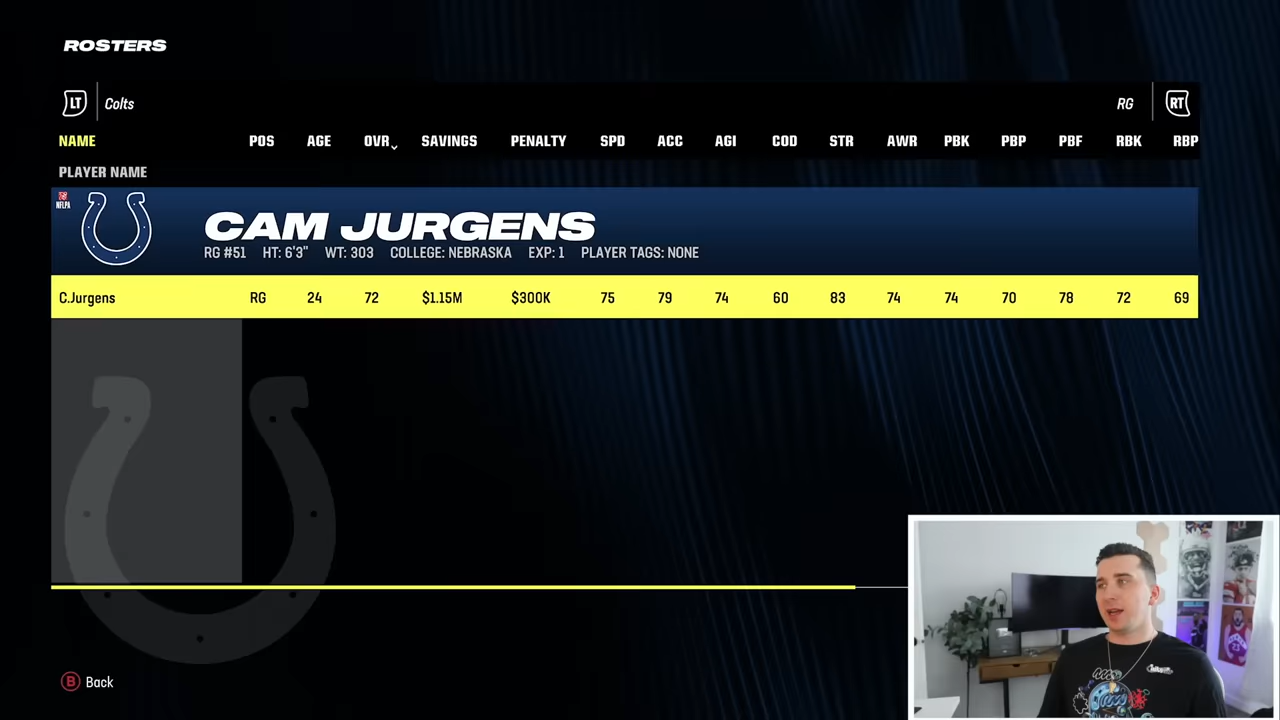 ROSTERS
LT Colts RG RT
NAME POS AGE OVR SAVINGS PENALTY SPD ACC AGI COD STR AWR PBK PBP PBF RBK RBP
PLAYER NAME
NFLPA
CAM JURGENS
RG #51 HT: 6'3" WT: 303 COLLEGE: NEBRASKA EXP: 1 PLAYER TAGS: NONE
C.Jurgens RG 24 72 $1.15M $300K 75 79 74 60 83 74 74 70 78 72 69
B Back